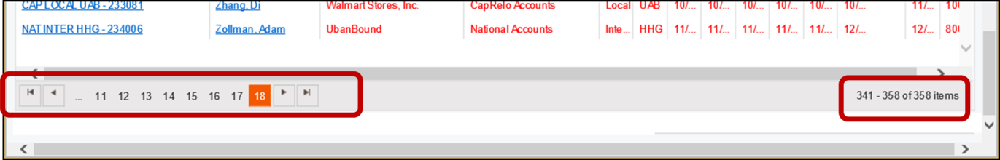 CAP LOCAL UAB - 233081 Zhang, Di Walmart Stores, Inc. CapRelo Accounts Local UAB 10/... 10/... 10/... 10/... 10/... 10/... 11/...
NAT INTER HHG - 234006 Zollman, Adam UbanBound National Accounts Inte... HHG 11/... 11/... 11/... 11/... 11/... 12/... 12/... 80
... 11 12 13 14 15 16 17 18 341 - 358 of 358 items